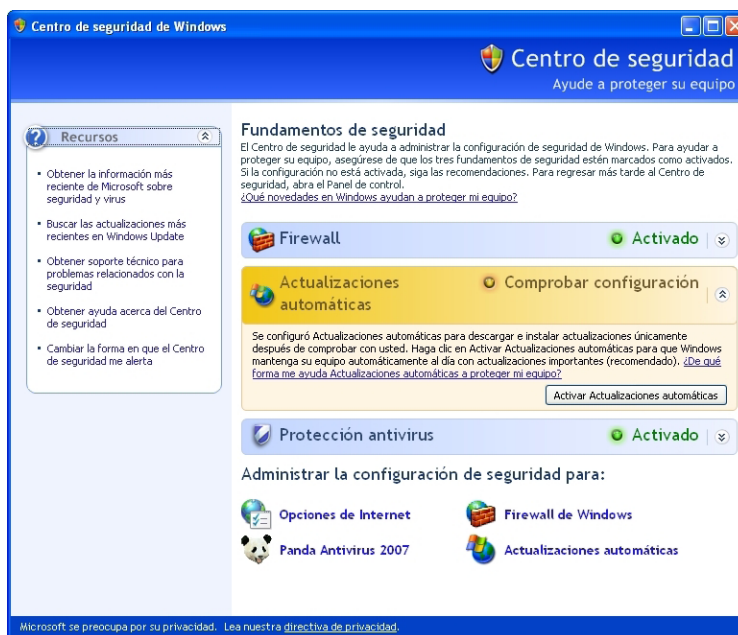 Centro de seguridad de Windows
Centro de seguridad
Ayude a proteger su equipo
Recursos
• Obtener la información más
reciente de Microsoft sobre
seguridad y virus
• Buscar las actualizaciones más
recientes en Windows Update
• Obtener soporte técnico para
problemas relacionados con la
seguridad
• Obtener ayuda acerca del Centro
de seguridad
• Cambiar la forma en que el Centro
de seguridad me alerta
Fundamentos de seguridad
El Centro de seguridad le ayuda a administrar la configuración de seguridad de Windows. Para ayudar a
proteger su equipo, asegúrese de que los tres fundamentos de seguridad estén marcados como activados.
Si la configuración no está activada, siga las recomendaciones. Para regresar más tarde al Centro de
seguridad, abra el Panel de control.
¿Qué novedades en Windows ayudan a proteger mi equipo?
Firewall Activado
Actualizaciones Comprobar configuración
automáticas
Se configuró Actualizaciones automáticas para descargar e instalar actualizaciones únicamente
después de comprobar con usted. Haga clic en Activar Actualizaciones automáticas para que Windows
mantenga su equipo automáticamente al día con actualizaciones importantes (recomendado). ¿De qué
forma me ayuda Actualizaciones automáticas a proteger mi equipo?
Activar Actualizaciones automáticas
Protección antivirus Activado
Administrar la configuración de seguridad para:
Opciones de Internet Firewall de Windows
Panda Antivirus 2007 Actualizaciones automáticas
Microsoft se preocupa por su privacidad. Lea nuestra directiva de privacidad.